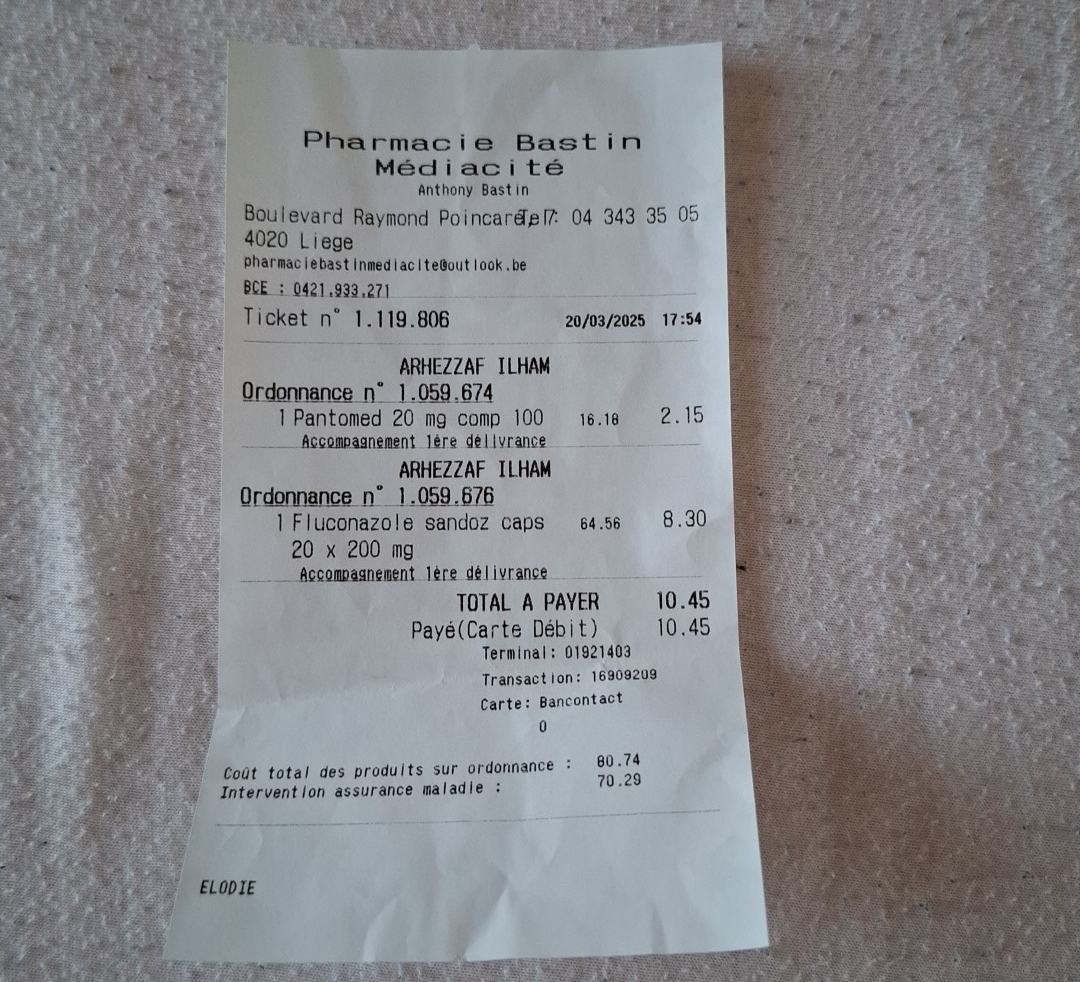 Pharmacie Bastin
Médiacité
Anthony Bastin
Boulevard Raymond Poincaré, 7 Tel : 04 343 35 05
4020 Liege
pharmaciebastinmediacite@outlook.be
BCE : 0421.933.271
Ticket n° 1.119.806 20/03/2025 17:54
ARHEZZAF ILHAM
Ordonnance n° 1.059.674
1 Pantomed 20 mg comp 100 16.18 2.15
Accompagnement 1ère délivrance
ARHEZZAF ILHAM
Ordonnance n° 1.059.676
1 Fluconazole sandoz caps 64.56 8.30
20 x 200 mg
Accompagnement 1ère délivrance
TOTAL A PAYER 10.45
Payé(Carte Débit) 10.45
Terminal: 01921403
Transaction: 16909209
Carte: Bancontact
0
Coût total des produits sur ordonnance : 80.74
Intervention assurance maladie : 70.29
ELODIE